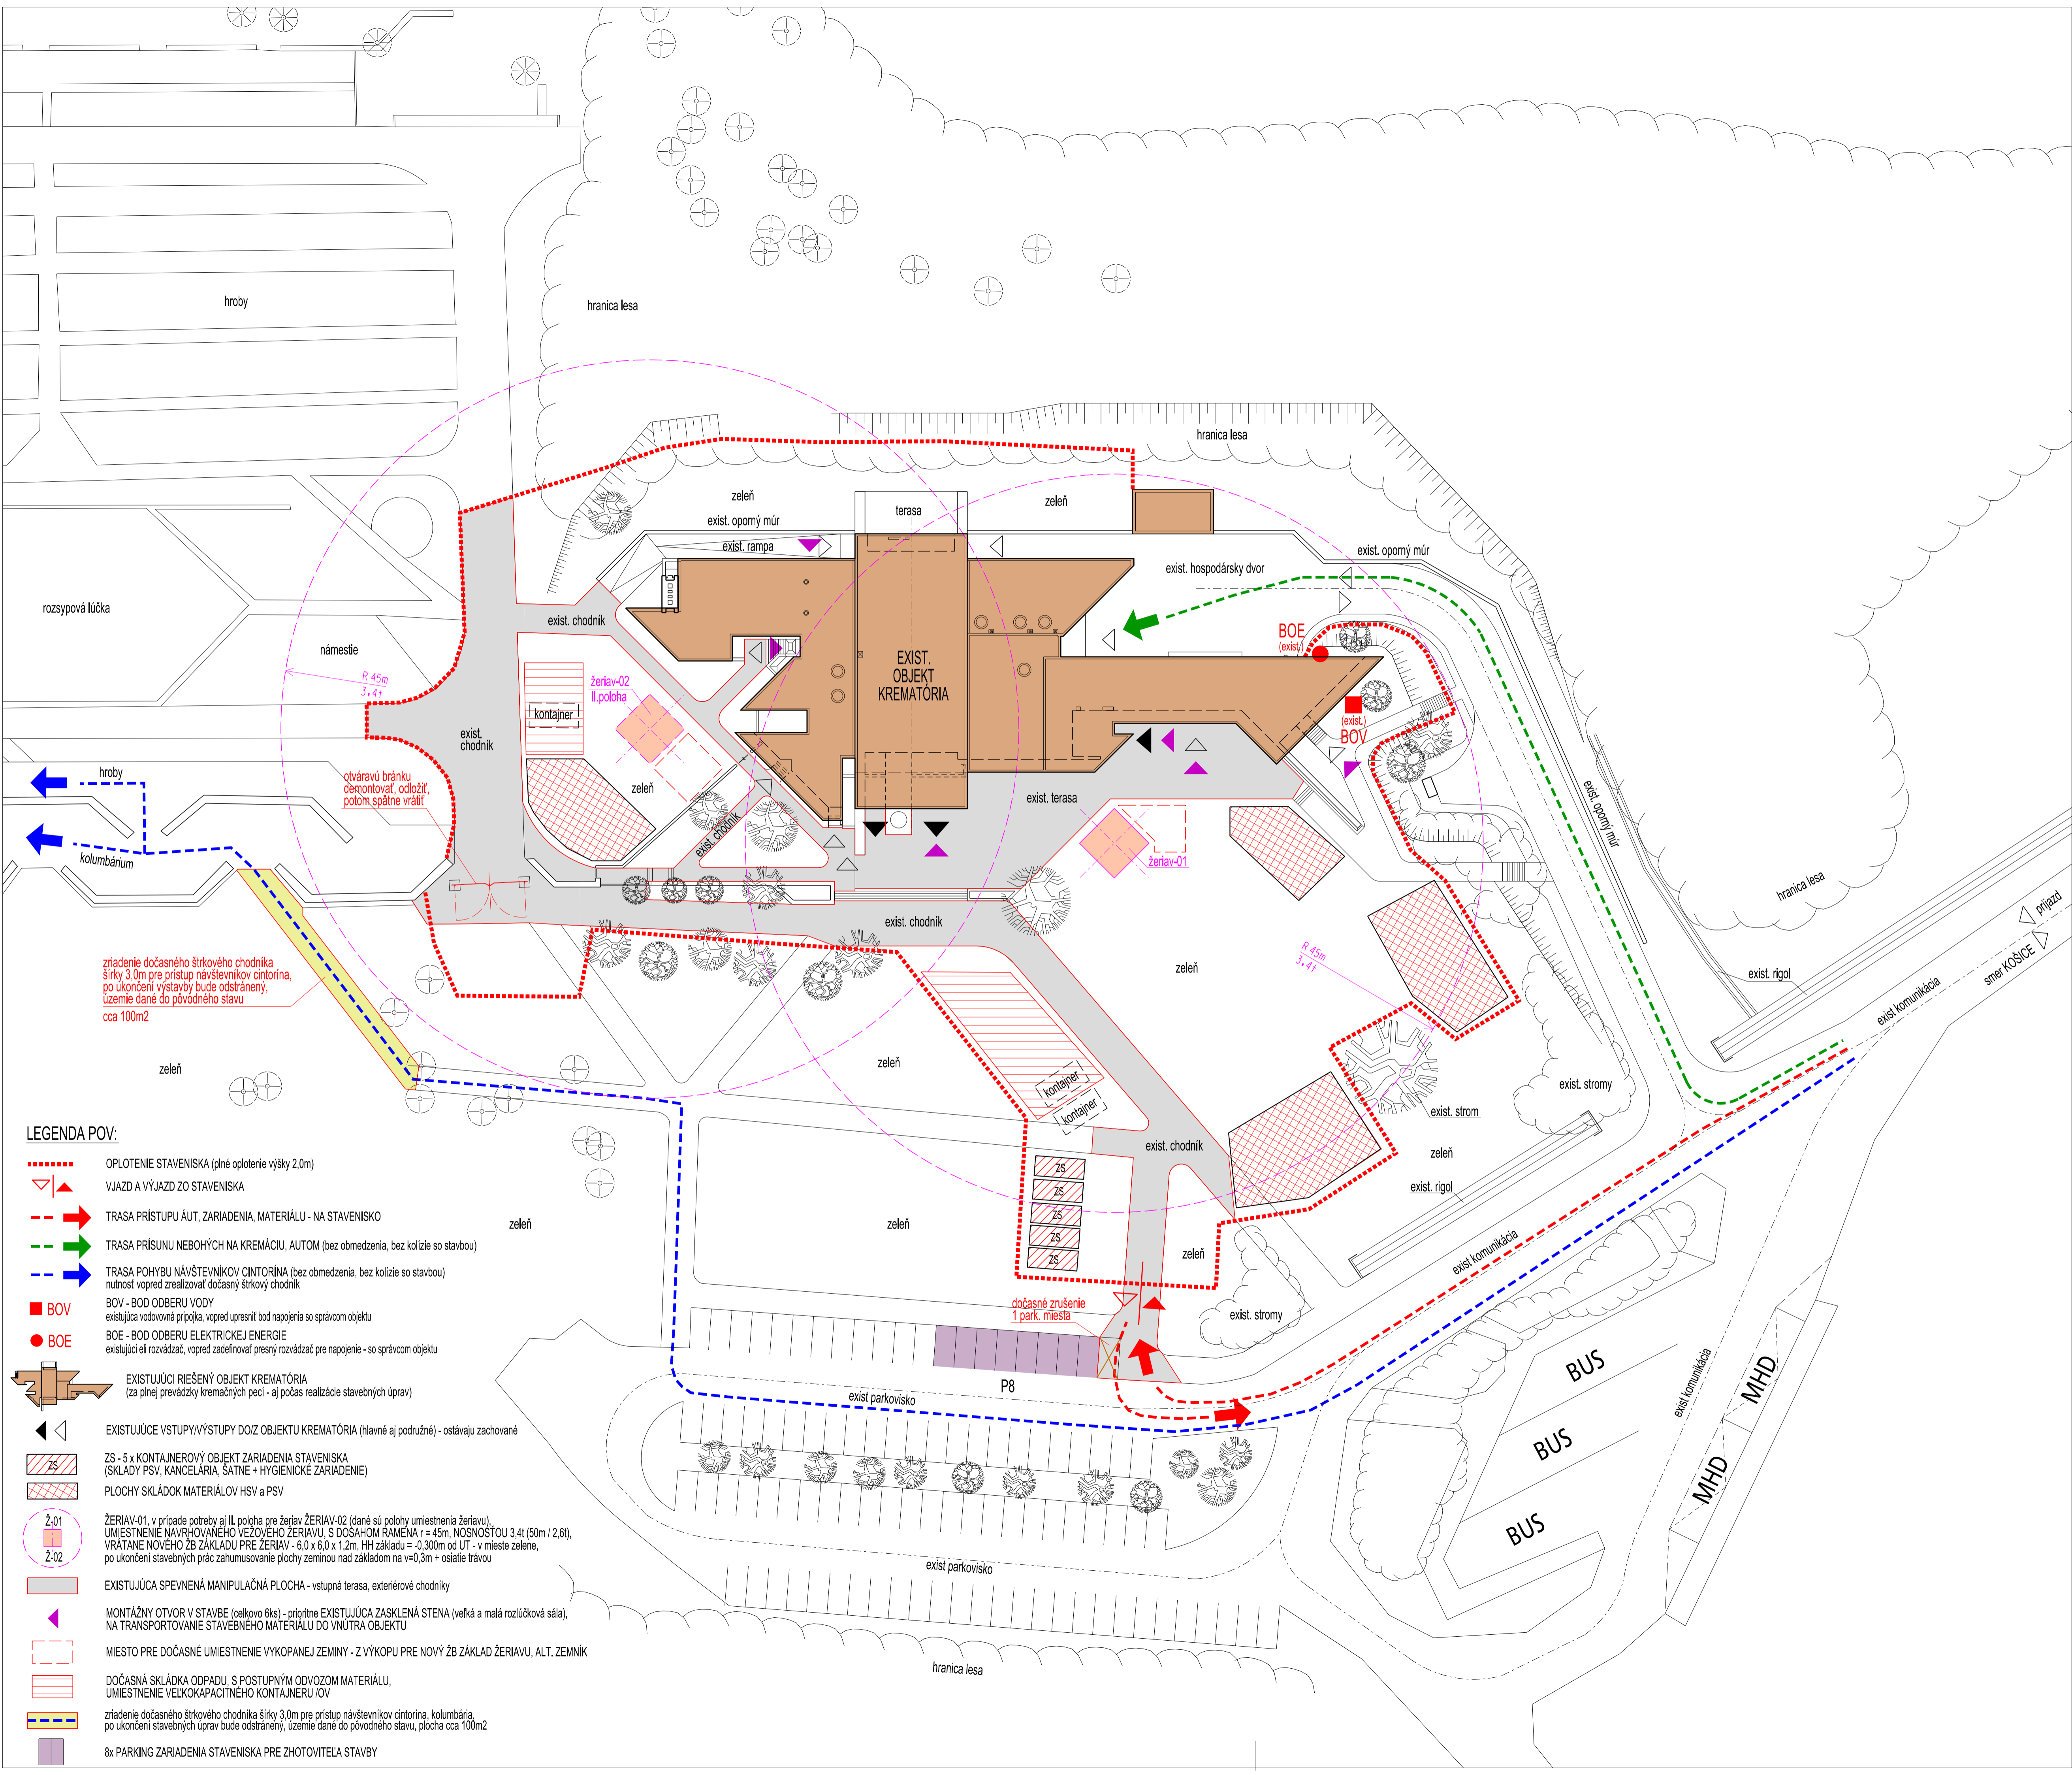 hroby
hranica lesa
hranica lesa
zeleň
terasa
zeleň
exist. oporný múr
exist. rampa
exist. oporný múr
exist. hospodársky dvor
rozsypová lúčka
exist. chodník
námestie
BOE
(exist.)
R 45m
3.4t
žeriav-02
II.poloha
EXIST.
OBJEKT
KREMATÓRIA
kontajner
(exist.)
BOV
exist.
chodník
hroby
otváravú bránku
demontovať, odložiť,
potom spätne vrátiť
zeleň
exist. terasa
exist. oporný múr
exist. chodník
kolumbárium
žeriav-01
hranica lesa
príjazd
smer KOŠICE
exist. chodník
zriadenie dočasného štrkového chodníka
šírky 3,0m pre prístup návštevníkov cintorína,
po ukončení výstavby bude odstránený,
územie dané do pôvodného stavu
cca 100m2
R 45m
3.4t
zeleň
exist. rigol
exist komunikácia
zeleň
zeleň
kontajner
kontajner
exist. stromy
exist. strom
exist. chodník
zeleň
exist. rigol
ZS
ZS
ZS
ZS
ZS
zeleň
zeleň
zeleň
exist komunikácia
dočasné zrušenie
1 park. miesta
exist. stromy
P8
exist parkovisko
exist komunikácia
BUS
BUS
BUS
MHD
MHD
exist parkovisko
hranica lesa
LEGENDA POV:
OPLOTENIE STAVENISKA (plné oplotenie výšky 2,0m)
VJAZD A VÝJAZD ZO STAVENISKA
TRASA PRÍSTUPU ÁUT, ZARIADENIA, MATERIÁLU - NA STAVENISKO
TRASA PRÍSUNU NEBOHÝCH NA KREMÁCIU, AUTOM (bez obmedzenia, bez kolízie so stavbou)
TRASA POHYBU NÁVŠTEVNÍKOV CINTORÍNA (bez obmedzenia, bez kolízie so stavbou)
nutnosť vopred zrealizovať dočasný štrkový chodník
BOV
BOV - BOD ODBERU VODY
existujúca vodovovná prípojka, vopred upresniť bod napojenia so správcom objektu
BOE
BOE - BOD ODBERU ELEKTRICKEJ ENERGIE
existujúci eli rozvádzač, vopred zadefinovať presný rozvádzač pre napojenie - so správcom objektu
EXISTUJÚCI RIEŠENÝ OBJEKT KREMATÓRIA
(za plnej prevádzky kremačných pecí - aj počas realizácie stavebných úprav)
EXISTUJÚCE VSTUPY/VÝSTUPY DO/Z OBJEKTU KREMATÓRIA (hlavné aj podružné) - ostávaju zachované
ZS
ZS - 5 x KONTAJNEROVÝ OBJEKT ZARIADENIA STAVENISKA
(SKLADY PSV, KANCELÁRIA, ŠATNE + HYGIENICKÉ ZARIADENIE)
PLOCHY SKLÁDOK MATERIÁLOV HSV a PSV
Ž-01
Ž-02
ŽERIAV-01, v prípade potreby aj II. poloha pre žeriav ŽERIAV-02 (dané sú polohy umiestnenia žeriavu),
UMIESTNENIE NAVRHOVANÉHO VEŽOVÉHO ŽERIAVU, S DOSAHOM RAMENA r = 45m, NOSNOSŤOU 3,4t (50m / 2,6t),
VRÁTANE NOVÉHO ŽB ZÁKLADU PRE ŽERIAV - 6,0 x 6,0 x 1,2m, HH základu = -0,300m od UT - v mieste zelene,
po ukončení stavebných prác zahumusovanie plochy zeminou nad základom na v=0,3m + osiatie trávou
EXISTUJÚCA SPEVNENÁ MANIPULAČNÁ PLOCHA - vstupná terasa, exteriérové chodníky
MONTÁŽNY OTVOR V STAVBE (celkovo 6ks) - prioritne EXISTUJÚCA ZASKLENÁ STENA (veľká a malá rozlúčková sála),
NA TRANSPORTOVANIE STAVEBNÉHO MATERIÁLU DO VNÚTRA OBJEKTU
MIESTO PRE DOČASNÉ UMIESTNENIE VYKOPANEJ ZEMINY - Z VÝKOPU PRE NOVÝ ŽB ZÁKLAD ŽERIAVU, ALT. ZEMNÍK
DOČASNÁ SKLÁDKA ODPADU, S POSTUPNÝM ODVOZOM MATERIÁLU,
UMIESTNENIE VEĽKOKAPACITNÉHO KONTAJNERU /OV
zriadenie dočasného štrkového chodníka šírky 3,0m pre prístup návštevníkov cintorína, kolumbária,
po ukončení stavebných úprav bude odstránený, územie dané do pôvodného stavu, plocha cca 100m2
8x PARKING ZARIADENIA STAVENISKA PRE ZHOTOVITEĽA STAVBY